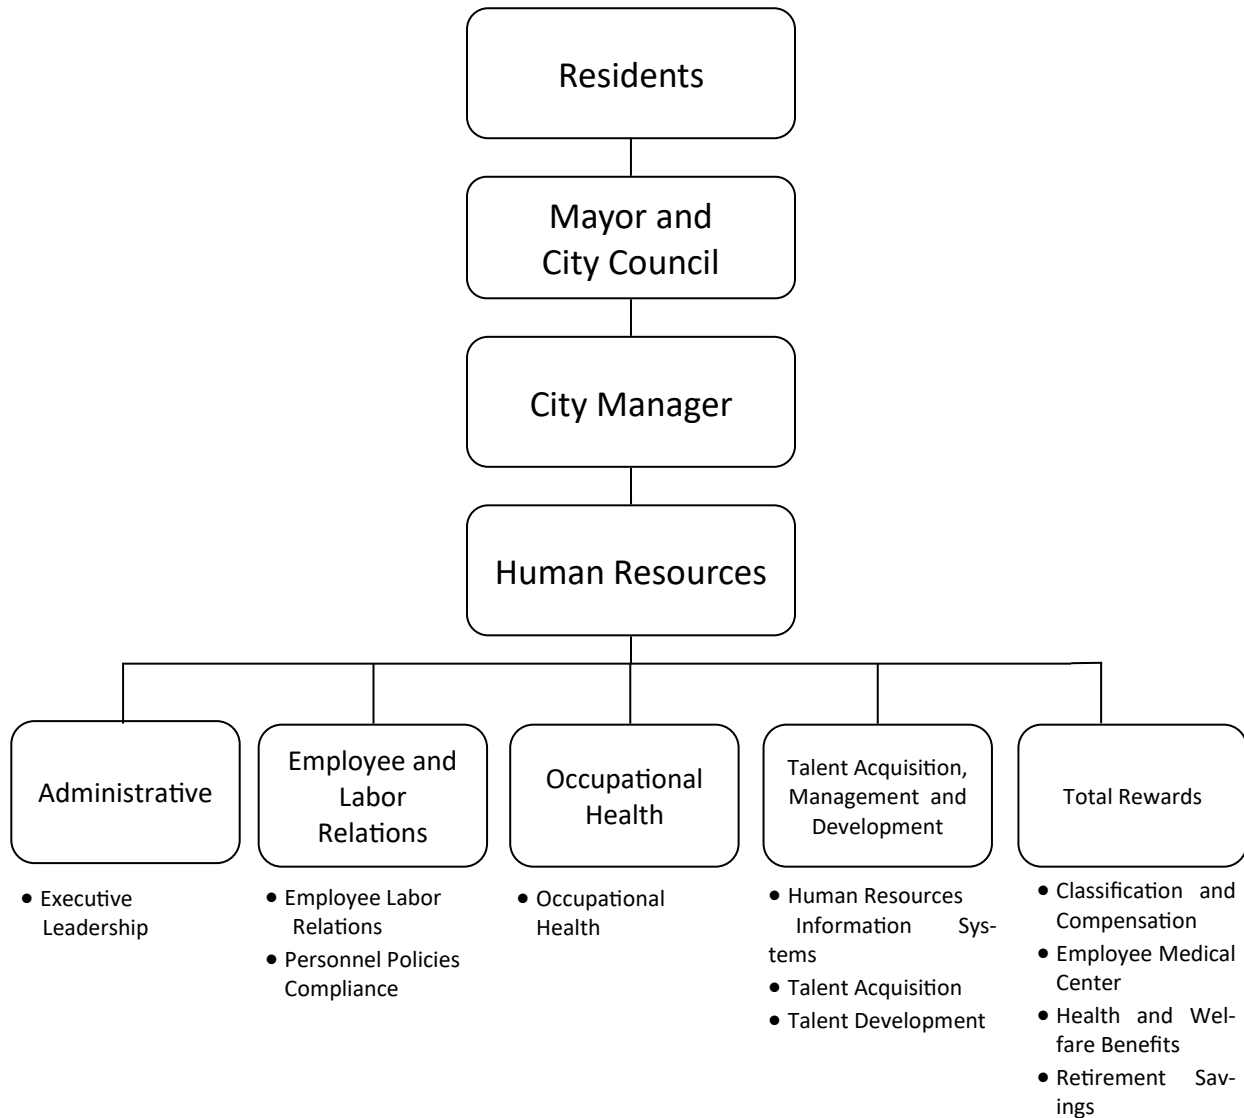 Residents
Mayor and
City Council
City Manager
Human Resources
Administrative
• Executive
Leadership
Employee and
Labor
Relations
• Employee Labor
Relations
• Personnel Policies
Compliance
Occupational
Health
• Occupational
Health
Talent Acquisition,
Management and
Development
• Human Resources
Information Sys-
tems
• Talent Acquisition
• Talent Development
Total Rewards
• Classification and
Compensation
• Employee Medical
Center
• Health and Wel-
fare Benefits
• Retirement Sav-
ings